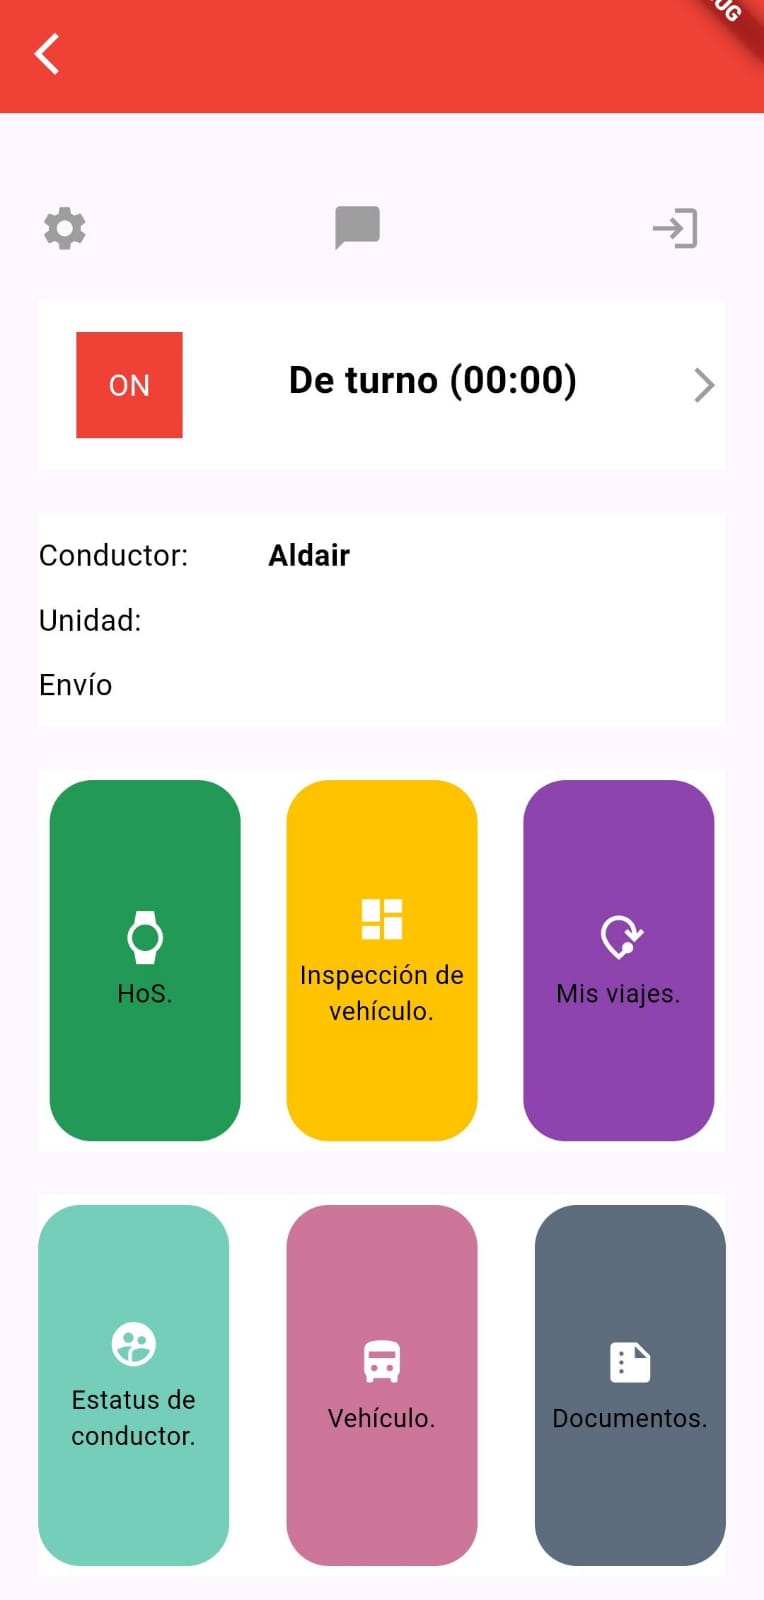 UG
ON
De turno (00:00)
Conductor: Aldair
Unidad:
Envío
HoS.
Inspección de
vehículo.
Mis viajes.
Estatus de
conductor.
Vehículo.
Documentos.